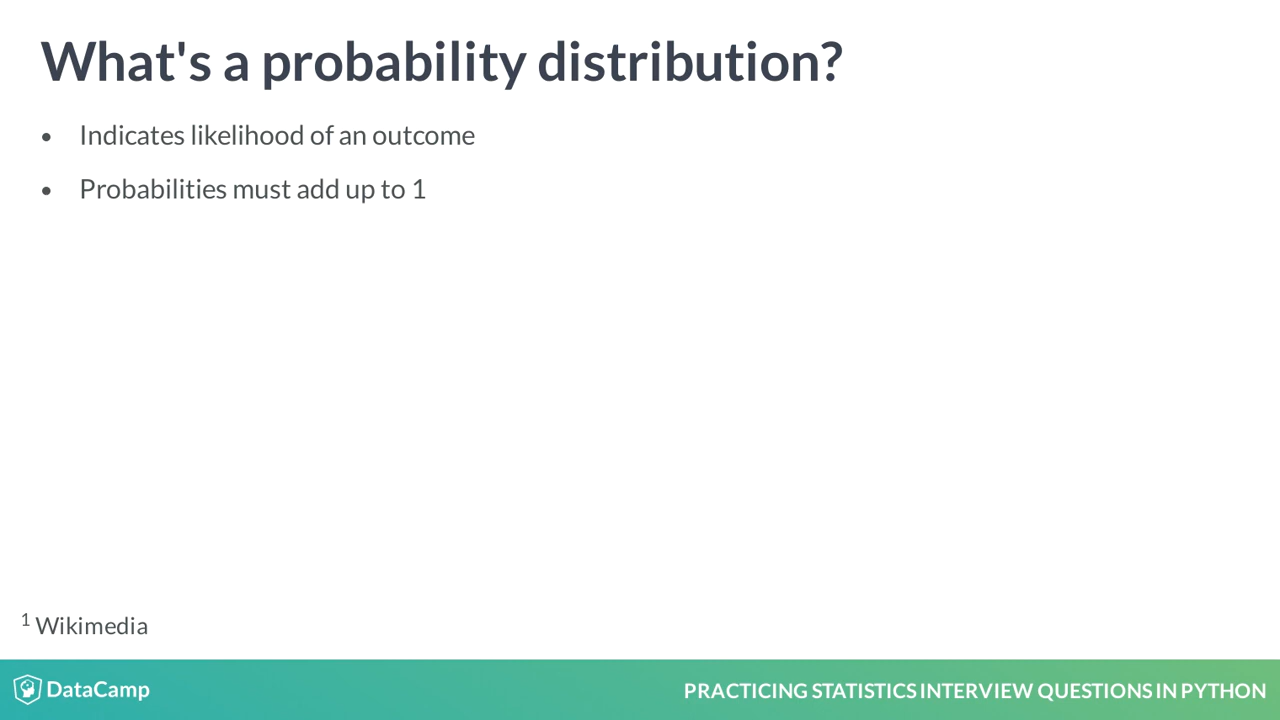 What's a probability distribution?
• Indicates likelihood of an outcome
• Probabilities must add up to 1
1 Wikimedia
DataCamp
PRACTICING STATISTICS INTERVIEW QUESTIONS IN PYTHON